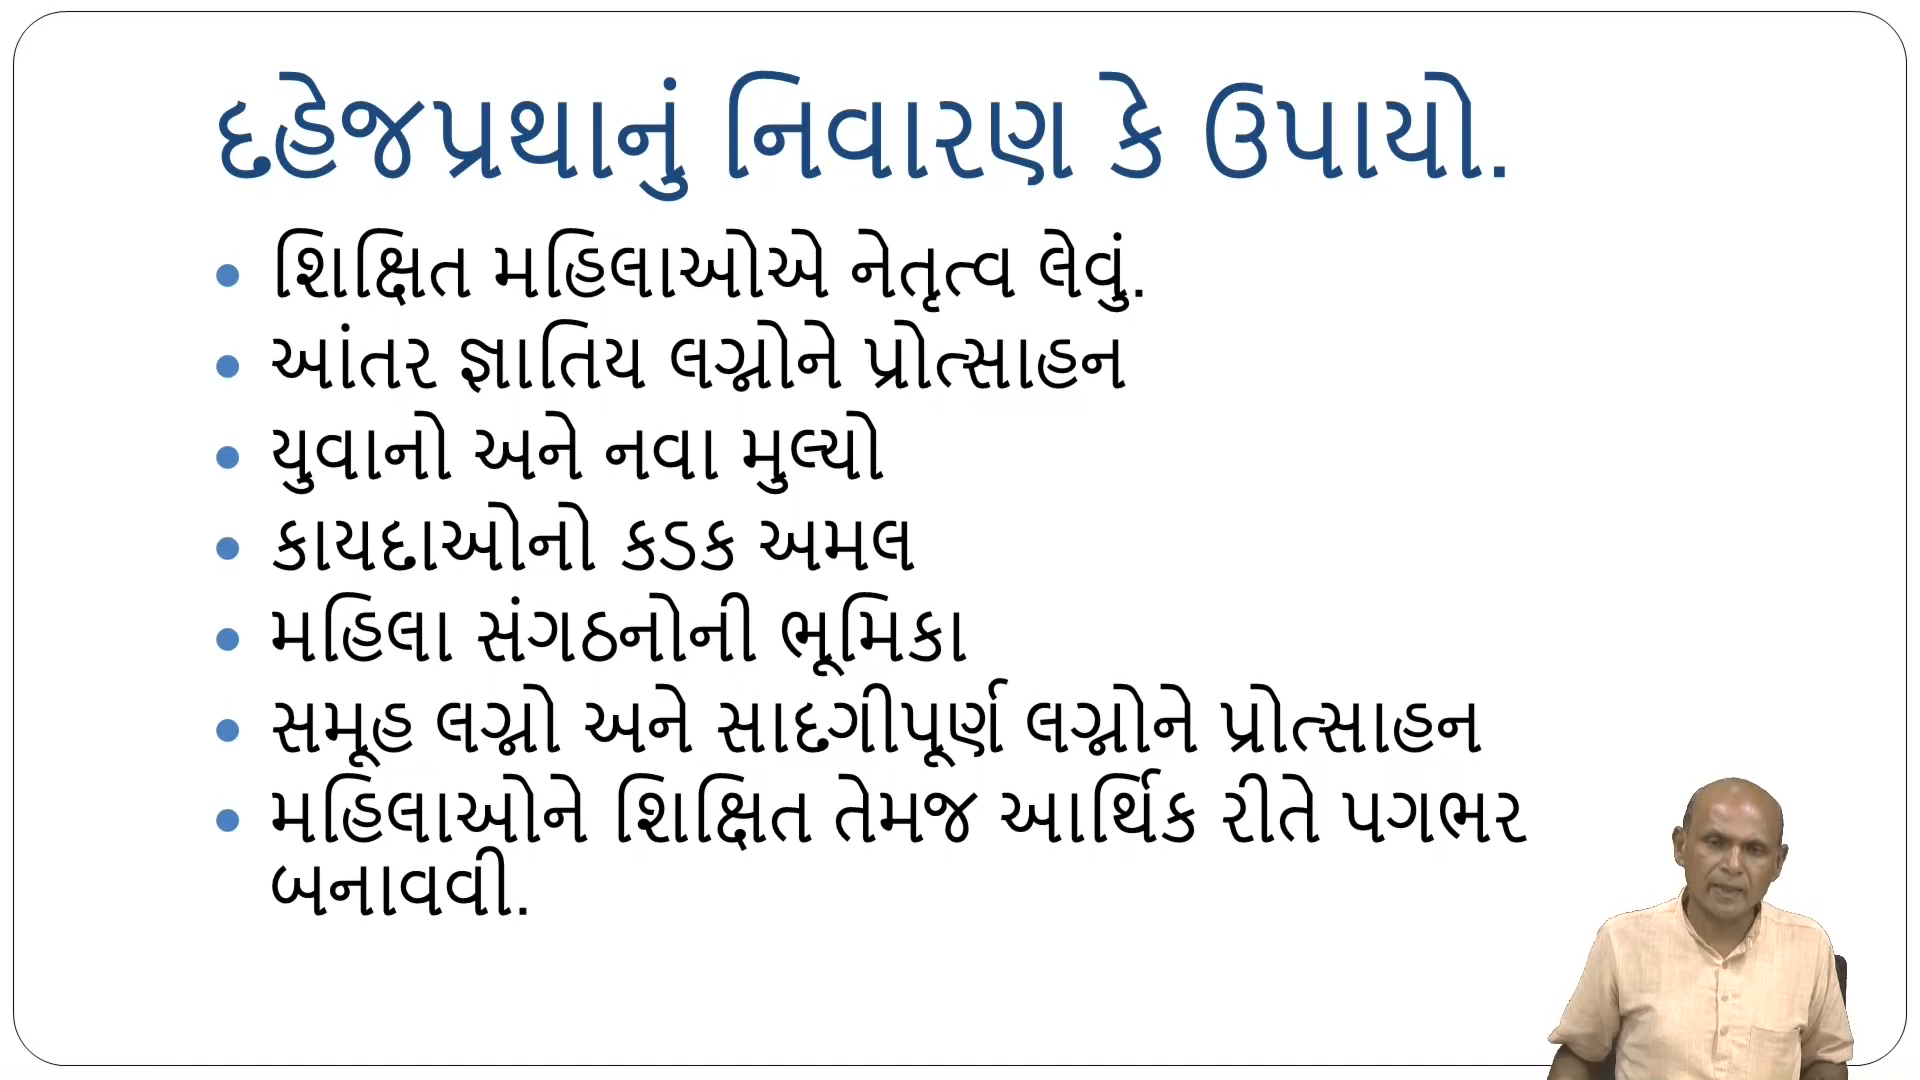 દહેજપ્રથાનું નિવારણ કે ઉપાયો.
• શિક્ષિત મહિલાઓએ નેતૃત્વ લેવું.
• આંતર જ્ઞાતિય લગ્નોને પ્રોત્સાહન
• યુવાનો અને નવા મુલ્યો
• કાયદાઓનો કડક અમલ
• મહિલા સંગઠનોની ભૂમિકા
• સમૂહ લગ્નો અને સાદગીપૂર્ણ લગ્નોને પ્રોત્સાહન
• મહિલાઓને શિક્ષિત તેમજ આર્થિક રીતે પગભર
બનાવવી.